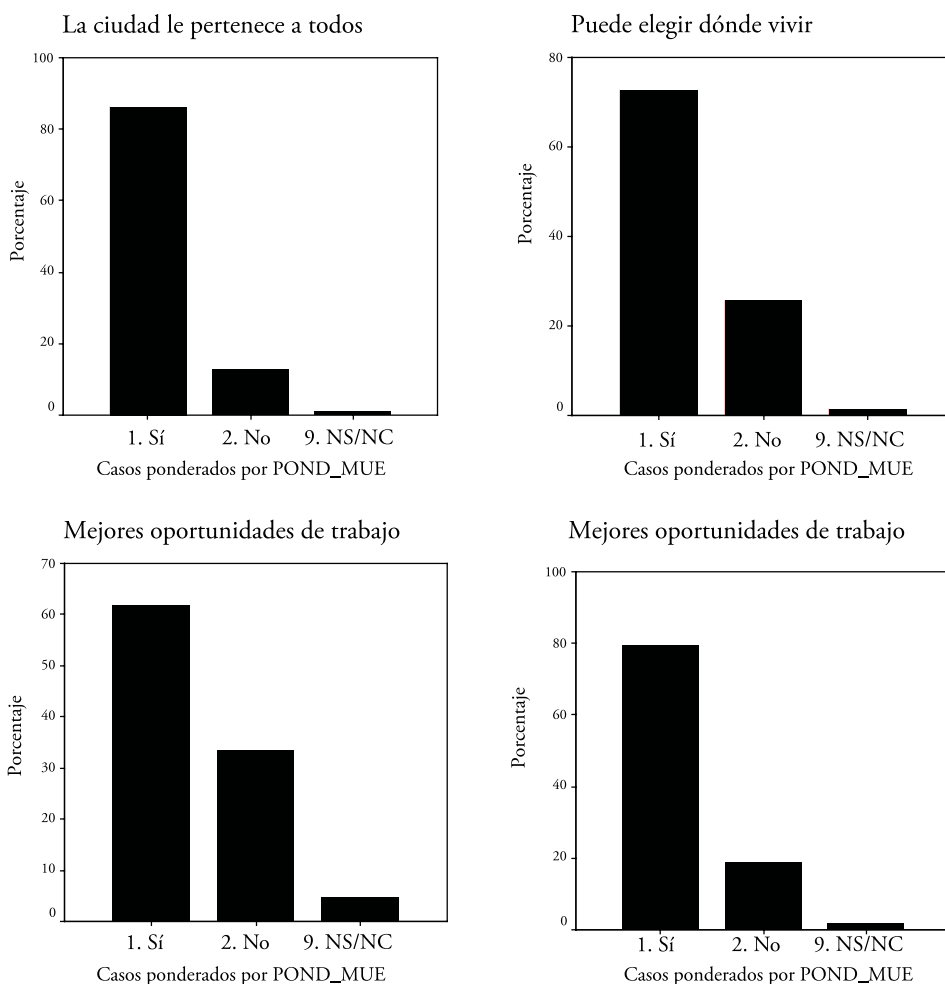 La ciudad le pertenece a todos
100
80
60
40
20
0
Porcentaje
1. Sí 2. No 9. NS/NC
Casos ponderados por POND_MUE
Puede elegir dónde vivir
80
60
40
20
0
Porcentaje
1. Sí 2. No 9. NS/NC
Casos ponderados por POND_MUE
Mejores oportunidades de trabajo
70
60
50
40
30
20
10
0
Porcentaje
1. Sí 2. No 9. NS/NC
Casos ponderados por POND_MUE
Mejores oportunidades de trabajo
100
80
60
40
20
0
Porcentaje
1. Sí 2. No 9. NS/NC
Casos ponderados por POND_MUE